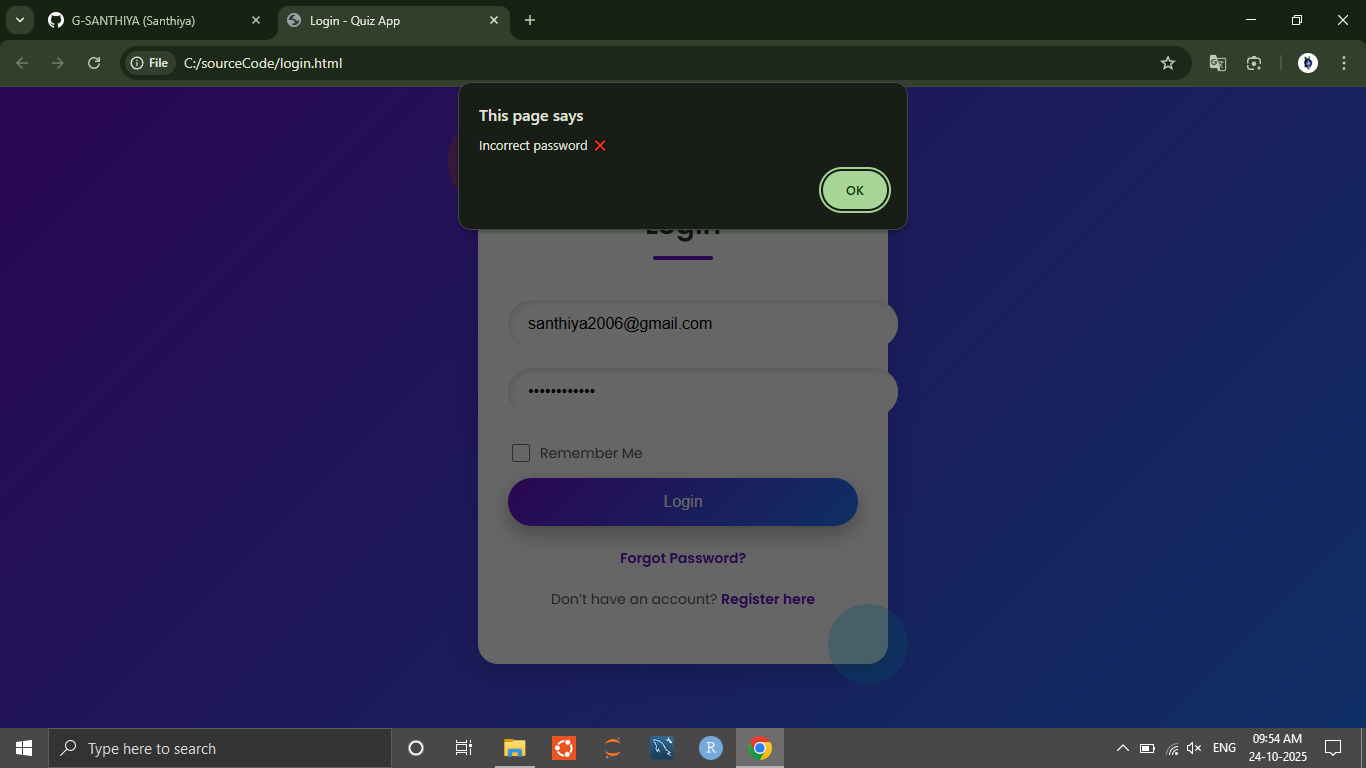 G-SANTHIYA (Santhiya)
Login - Quiz App
File
C:/sourceCode/login.html
This page says
Incorrect password ❌
OK
Login
santhiya2006@gmail.com
••••••••••••
Remember Me
Login
Forgot Password?
Don't have an account? Register here
Type here to search
R
ENG
09:54 AM
24-10-2025